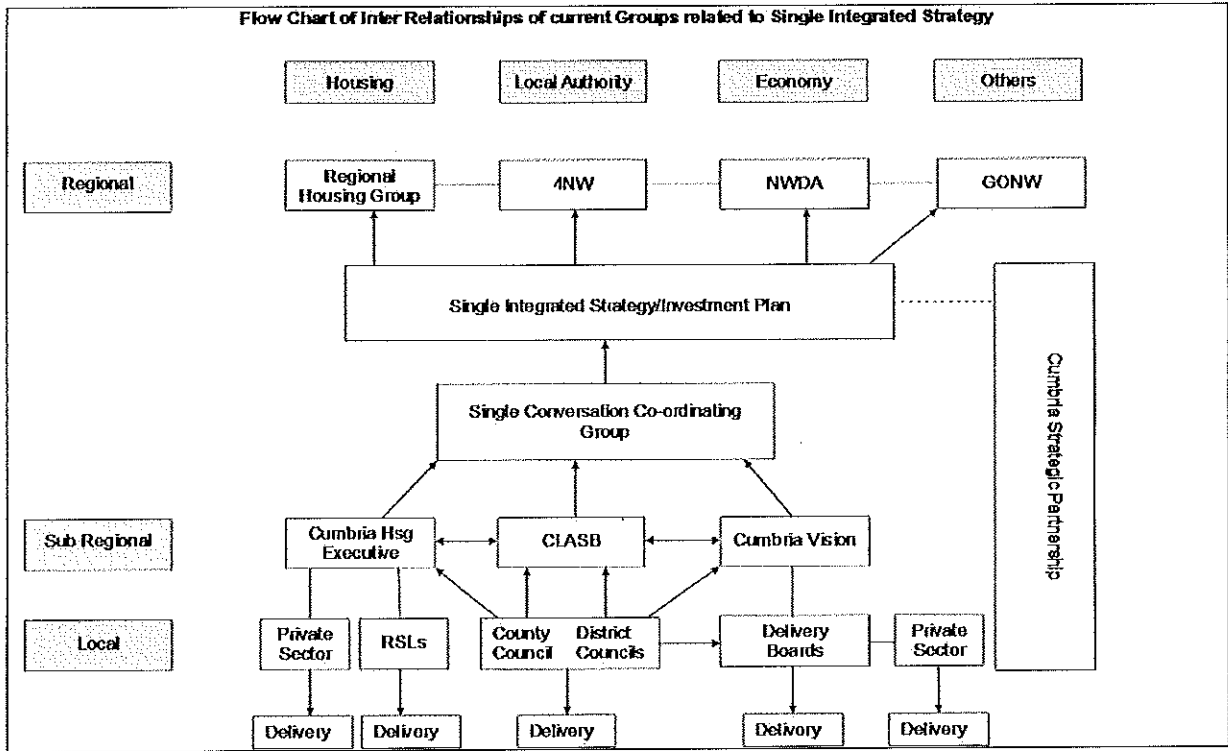 Flow Chart of Inter Relationships of current Groups related to Single Integrated Strategy
Housing
Local Authority
Economy
Others
Regional
Regional
Housing Group
4NW
NWDA
GONW
Single Integrated Strategy/Investment Plan
Cumbria Strategic Partnership
Single Conversation Co-ordinating
Group
Sub Regional
Cumbria Hsg
Executive
CLASB
Cumbria Vision
Local
Private
Sector
RSLs
County
Council
District
Councils
Delivery
Boards
Private
Sector
Delivery
Delivery
Delivery
Delivery
Delivery